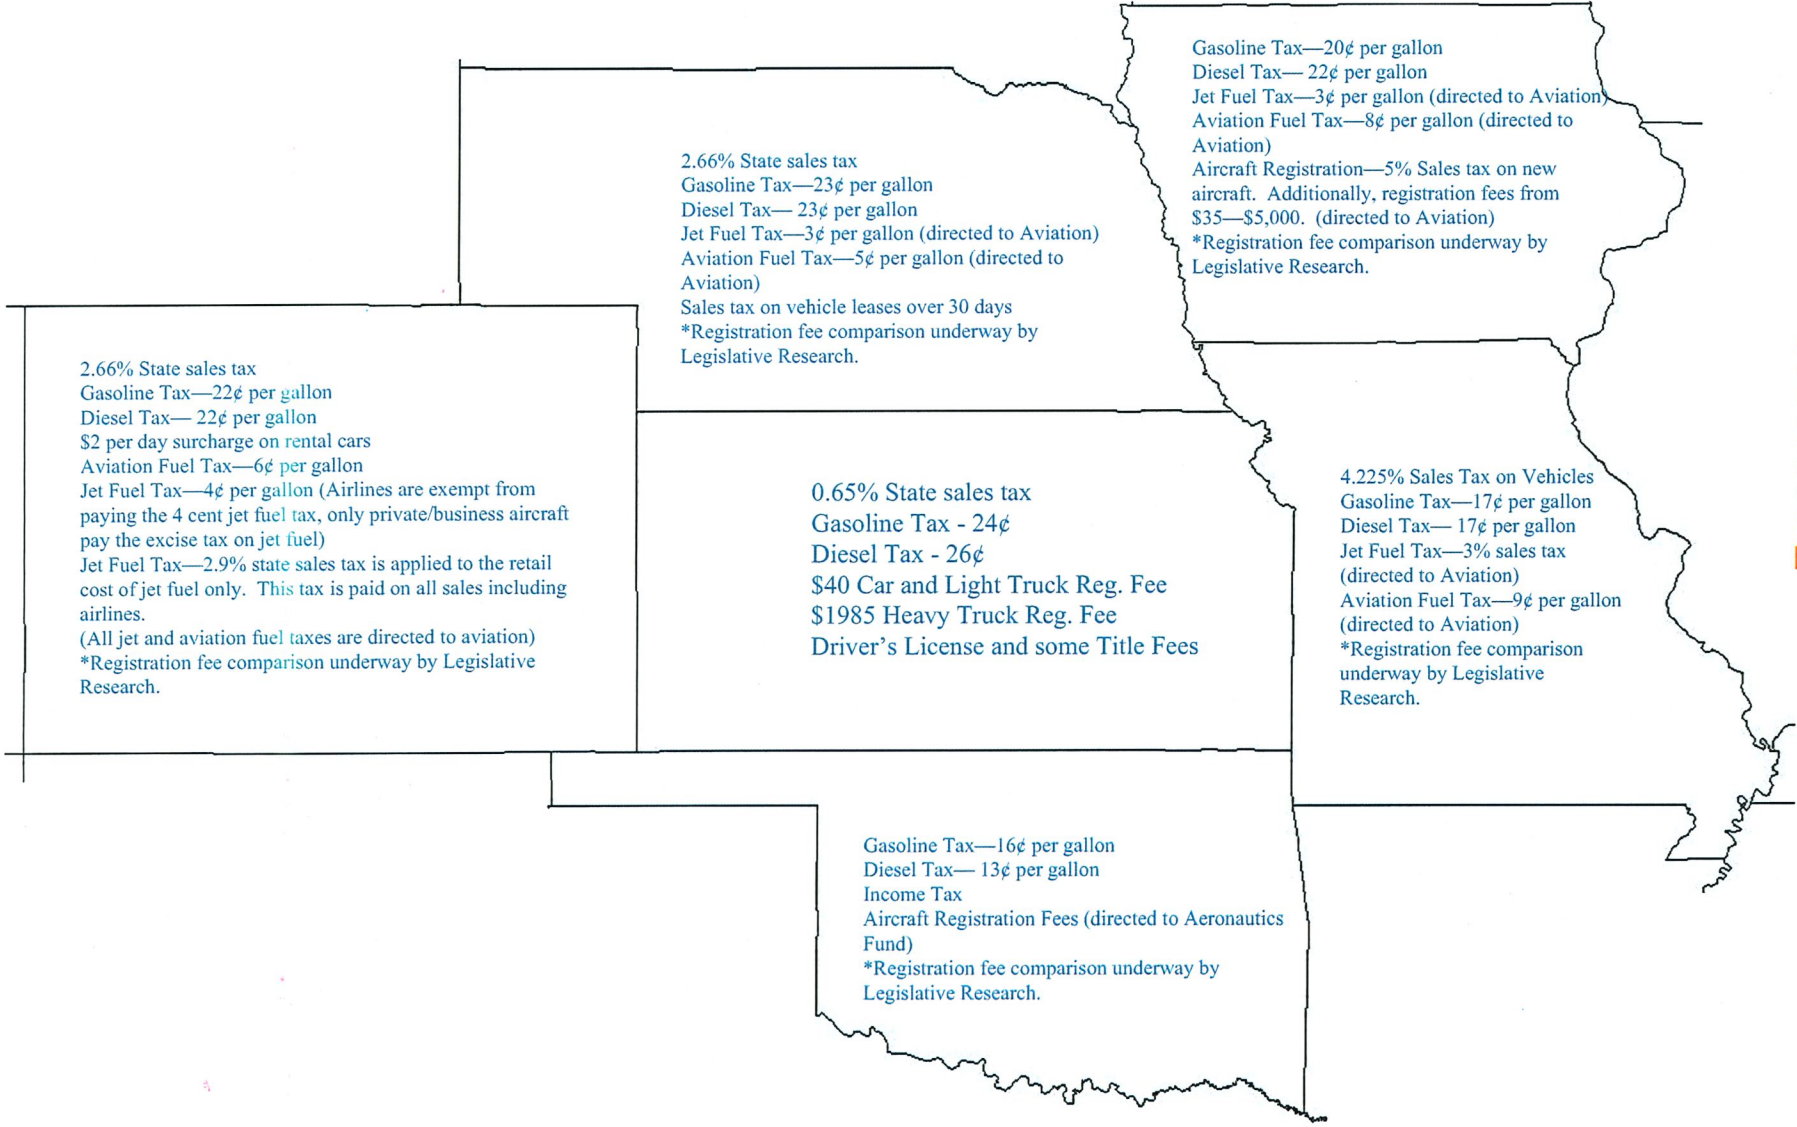 Gasoline Tax—20¢ per gallon
Diesel Tax— 22¢ per gallon
Jet Fuel Tax—3¢ per gallon (directed to Aviation)
Aviation Fuel Tax—8¢ per gallon (directed to
Aviation)
Aircraft Registration—5% Sales tax on new
aircraft.  Additionally, registration fees from
$35—$5,000.  (directed to Aviation)
*Registration fee comparison underway by
Legislative Research.
2.66% State sales tax
Gasoline Tax—23¢ per gallon
Diesel Tax— 23¢ per gallon
Jet Fuel Tax—3¢ per gallon (directed to Aviation)
Aviation Fuel Tax—5¢ per gallon (directed to
Aviation)
Sales tax on vehicle leases over 30 days
*Registration fee comparison underway by
Legislative Research.
2.66% State sales tax
Gasoline Tax—22¢ per gallon
Diesel Tax— 22¢ per gallon
$2 per day surcharge on rental cars
Aviation Fuel Tax—6¢ per gallon
Jet Fuel Tax—4¢ per gallon (Airlines are exempt from
paying the 4 cent jet fuel tax, only private/business aircraft
pay the excise tax on jet fuel)
Jet Fuel Tax—2.9% state sales tax is applied to the retail
cost of jet fuel only.  This tax is paid on all sales including
airlines.
(All jet and aviation fuel taxes are directed to aviation)
*Registration fee comparison underway by Legislative
Research.
0.65% State sales tax
Gasoline Tax - 24¢
Diesel Tax - 26¢
$40 Car and Light Truck Reg. Fee
$1985 Heavy Truck Reg. Fee
Driver’s License and some Title Fees
4.225% Sales Tax on Vehicles
Gasoline Tax—17¢ per gallon
Diesel Tax— 17¢ per gallon
Jet Fuel Tax—3% sales tax
(directed to Aviation)
Aviation Fuel Tax—9¢ per gallon
(directed to Aviation)
*Registration fee comparison
underway by Legislative
Research.
Gasoline Tax—16¢ per gallon
Diesel Tax— 13¢ per gallon
Income Tax
Aircraft Registration Fees (directed to Aeronautics
Fund)
*Registration fee comparison underway by
Legislative Research.